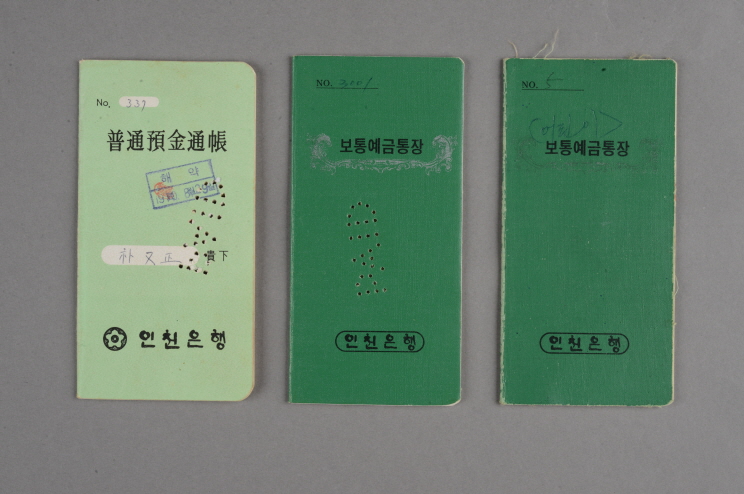 No. 339
普通預金通帳
해약
朴又正 貴下
인천은행
NO. 3001
보통예금통장
인천은행
NO. 5
보통예금통장
인천은행